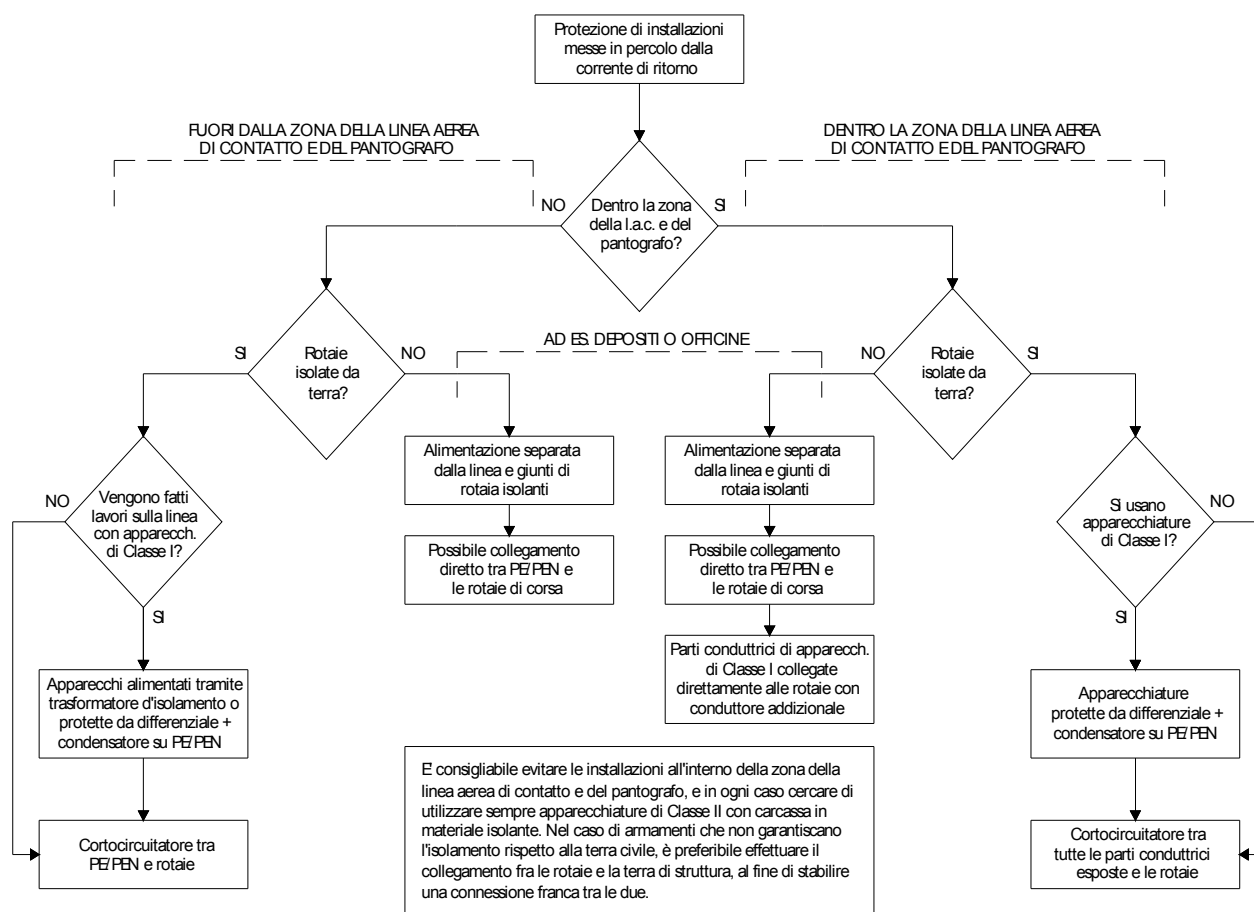 Protezione di installazioni
messe in percolo dalla
corrente di ritorno
FUORI DALLA ZONA DELLA LINEA AEREA
DI CONTATTO E DEL PANTOGRAFO
DENTRO LA ZONA DELLA LINEA AEREA
DI CONTATTO E DEL PANTOGRAFO
NO
Dentro la zona
della l.a.c. e del
pantografo?
SI
SI
Rotaie
isolate da
terra?
NO
AD ES. DEPOSITI O OFFICINE
NO
Rotaie
isolate da
terra?
SI
NO
Vengono fatti
lavori sulla linea
con apparecch.
di Classe I?
SI
Alimentazione separata
dalla linea e giunti di
rotaia isolanti
Possibile collegamento
diretto tra PE/PEN e
le rotaie di corsa
Alimentazione separata
dalla linea e giunti di
rotaia isolanti
Possibile collegamento
diretto tra PE/PEN e
le rotaie di corsa
Parti conduttrici di apparecch.
di Classe I collegate
direttamente alle rotaie con
conduttore addizionale
Si usano
apparecchiature
di Classe I?
NO
SI
Apparecchi alimentati tramite
trasformatore d'isolamento o
protette da differenziale +
condensatore su PE/PEN
Apparecchiature
protette da differenziale +
condensatore su PE/PEN
Cortocircuitatore tra
PE/PEN e rotaie
E' consigliabile evitare le installazioni all'interno della zona della
linea aerea di contatto e del pantografo, e in ogni caso cercare di
utilizzare sempre apparecchiature di Classe II con carcassa in
materiale isolante. Nel caso di armamenti che non garantiscano
l'isolamento rispetto alla terra civile, è preferibile effettuare il
collegamento fra le rotaie e la terra di struttura, al fine di stabilire
una connessione franca tra le due.
Cortocircuitatore tra
tutte le parti conduttrici
esposte e le rotaie